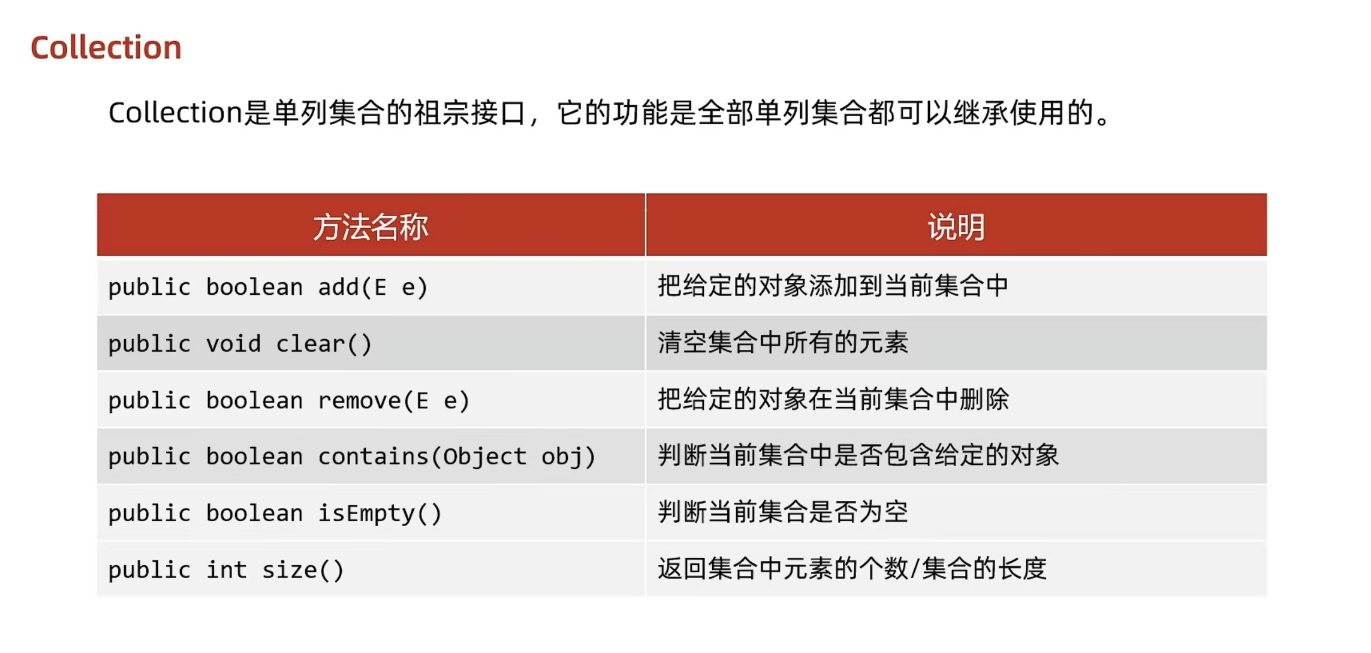 Collection
Collection是单列集合的祖宗接口，它的功能是全部单列集合都可以继承使用的。
方法名称 说明
public boolean add(E e) 把给定的对象添加到当前集合中
public void clear() 清空集合中所有的元素
public boolean remove(E e) 把给定的对象在当前集合中删除
public boolean contains(Object obj) 判断当前集合中是否包含给定的对象
public boolean isEmpty() 判断当前集合是否为空
public int size() 返回集合中元素的个数/集合的长度